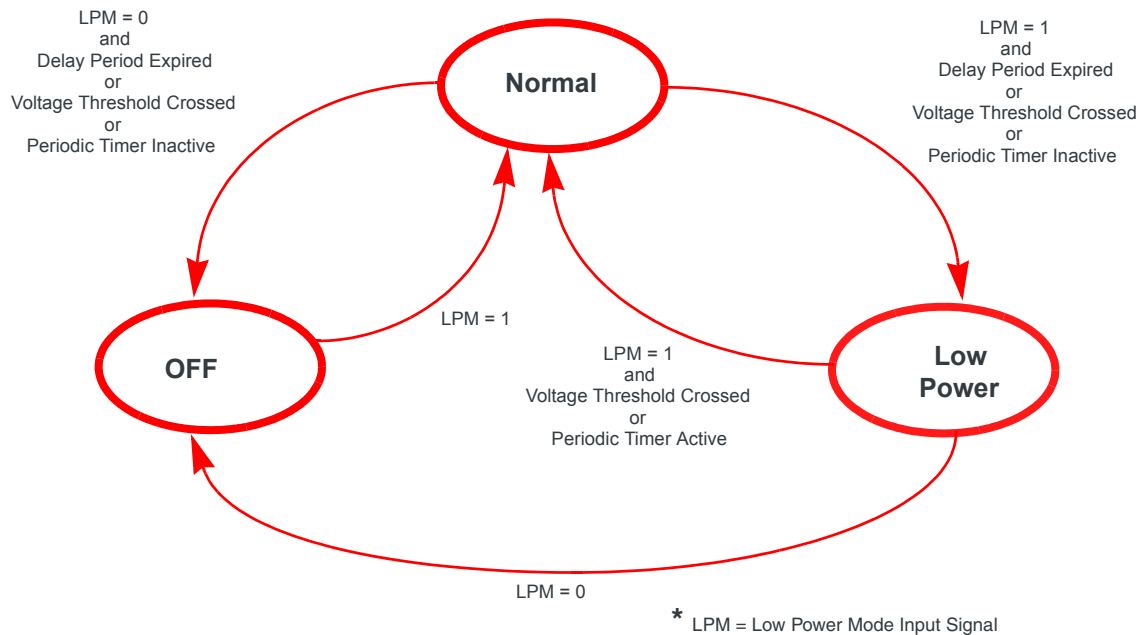 LPM = 0
and
Delay Period Expired
or
Voltage Threshold Crossed
or
Periodic Timer Inactive
Normal
LPM = 1
and
Delay Period Expired
or
Voltage Threshold Crossed
or
Periodic Timer Inactive
LPM = 1
OFF
LPM = 1
and
Voltage Threshold Crossed
or
Periodic Timer Active
Low
Power
LPM = 0
* LPM = Low Power Mode Input Signal